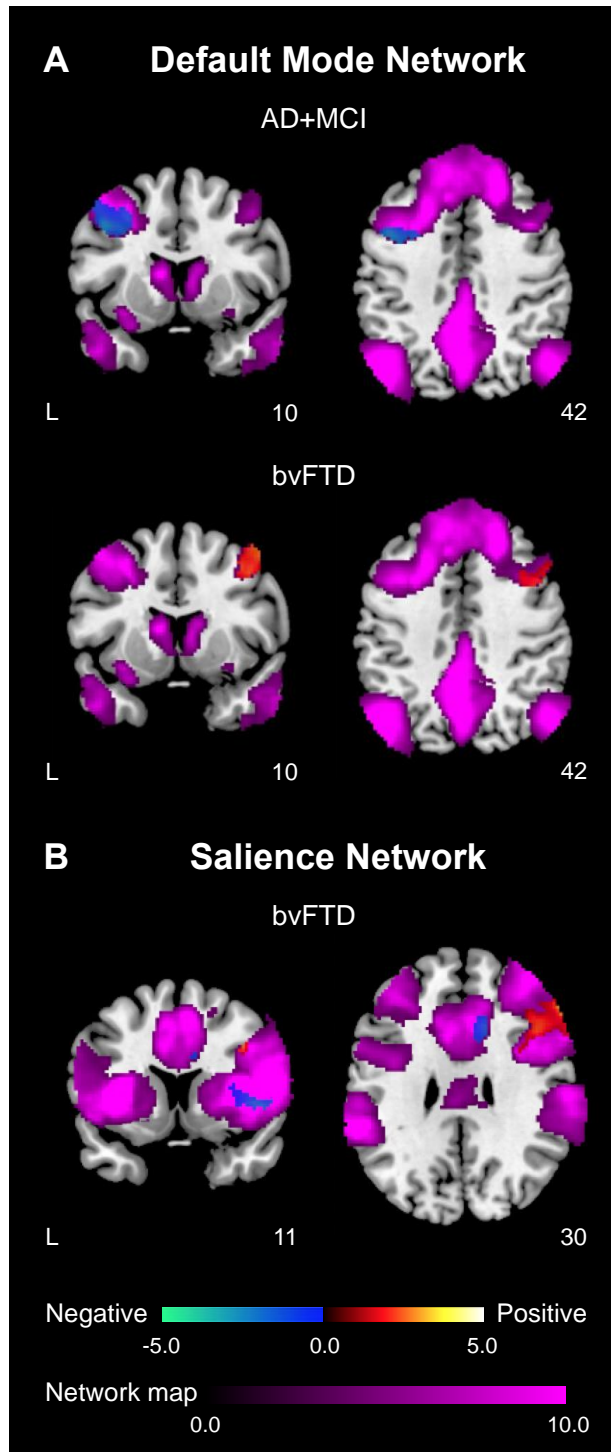 A Default Mode Network
AD+MCI
L 10 42
bvFTD
L 10 42
B Salience Network
bvFTD
L 11 30
Negative Positive
-5.0 0.0 5.0
Network map
0.0 10.0